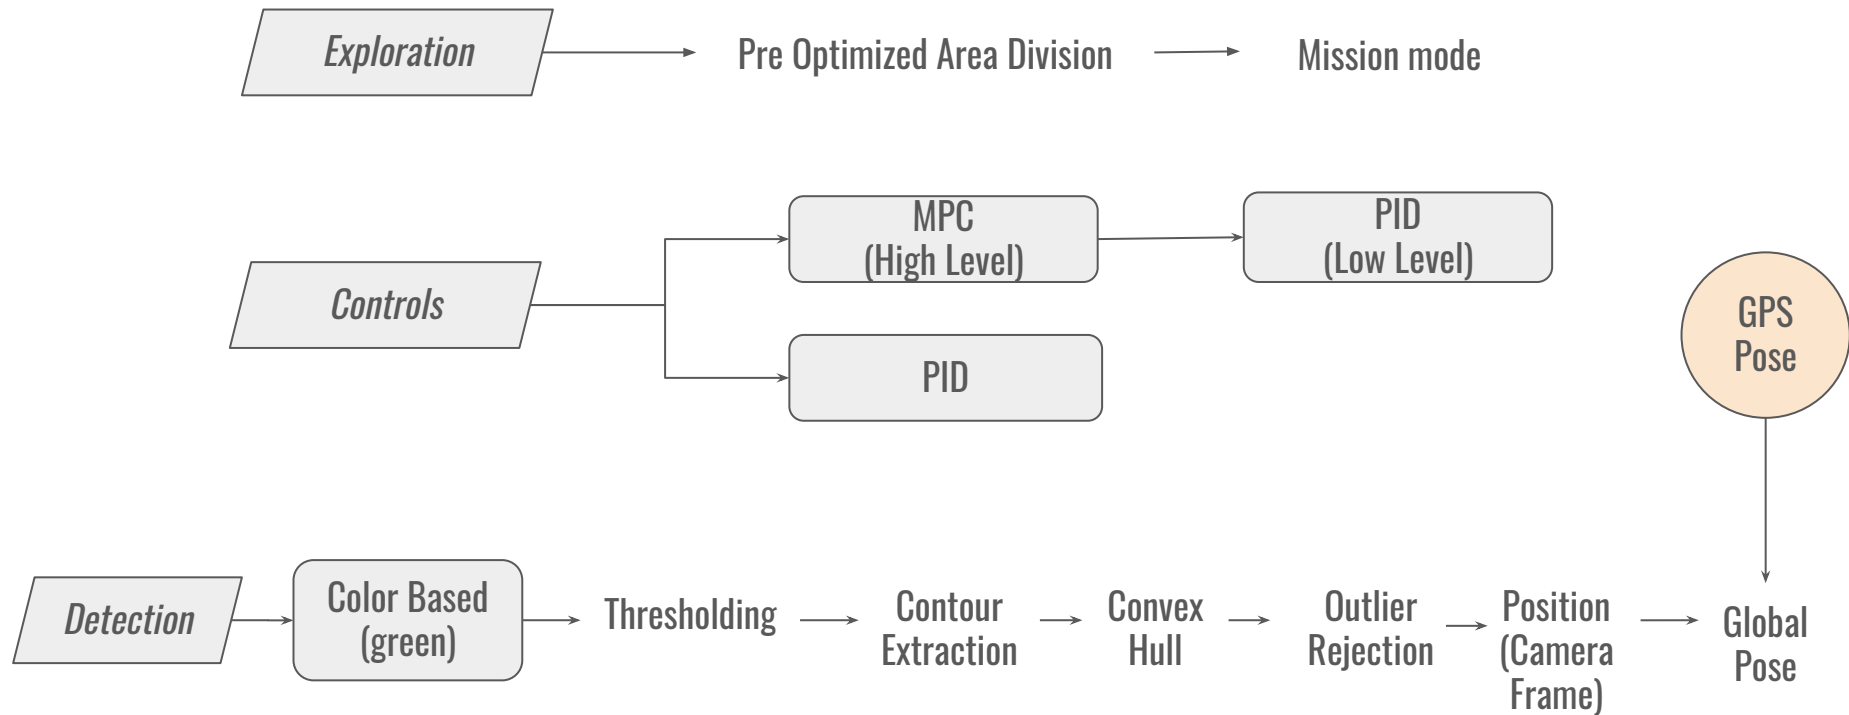 Exploration
Pre Optimized Area Division
Mission mode
MPC
(High Level)
PID
(Low Level)
Controls
PID
GPS
Pose
Detection
Color Based
(green)
Thresholding
Contour
Extraction
Convex
Hull
Outlier
Rejection
Position
(Camera
Frame)
Global
Pose